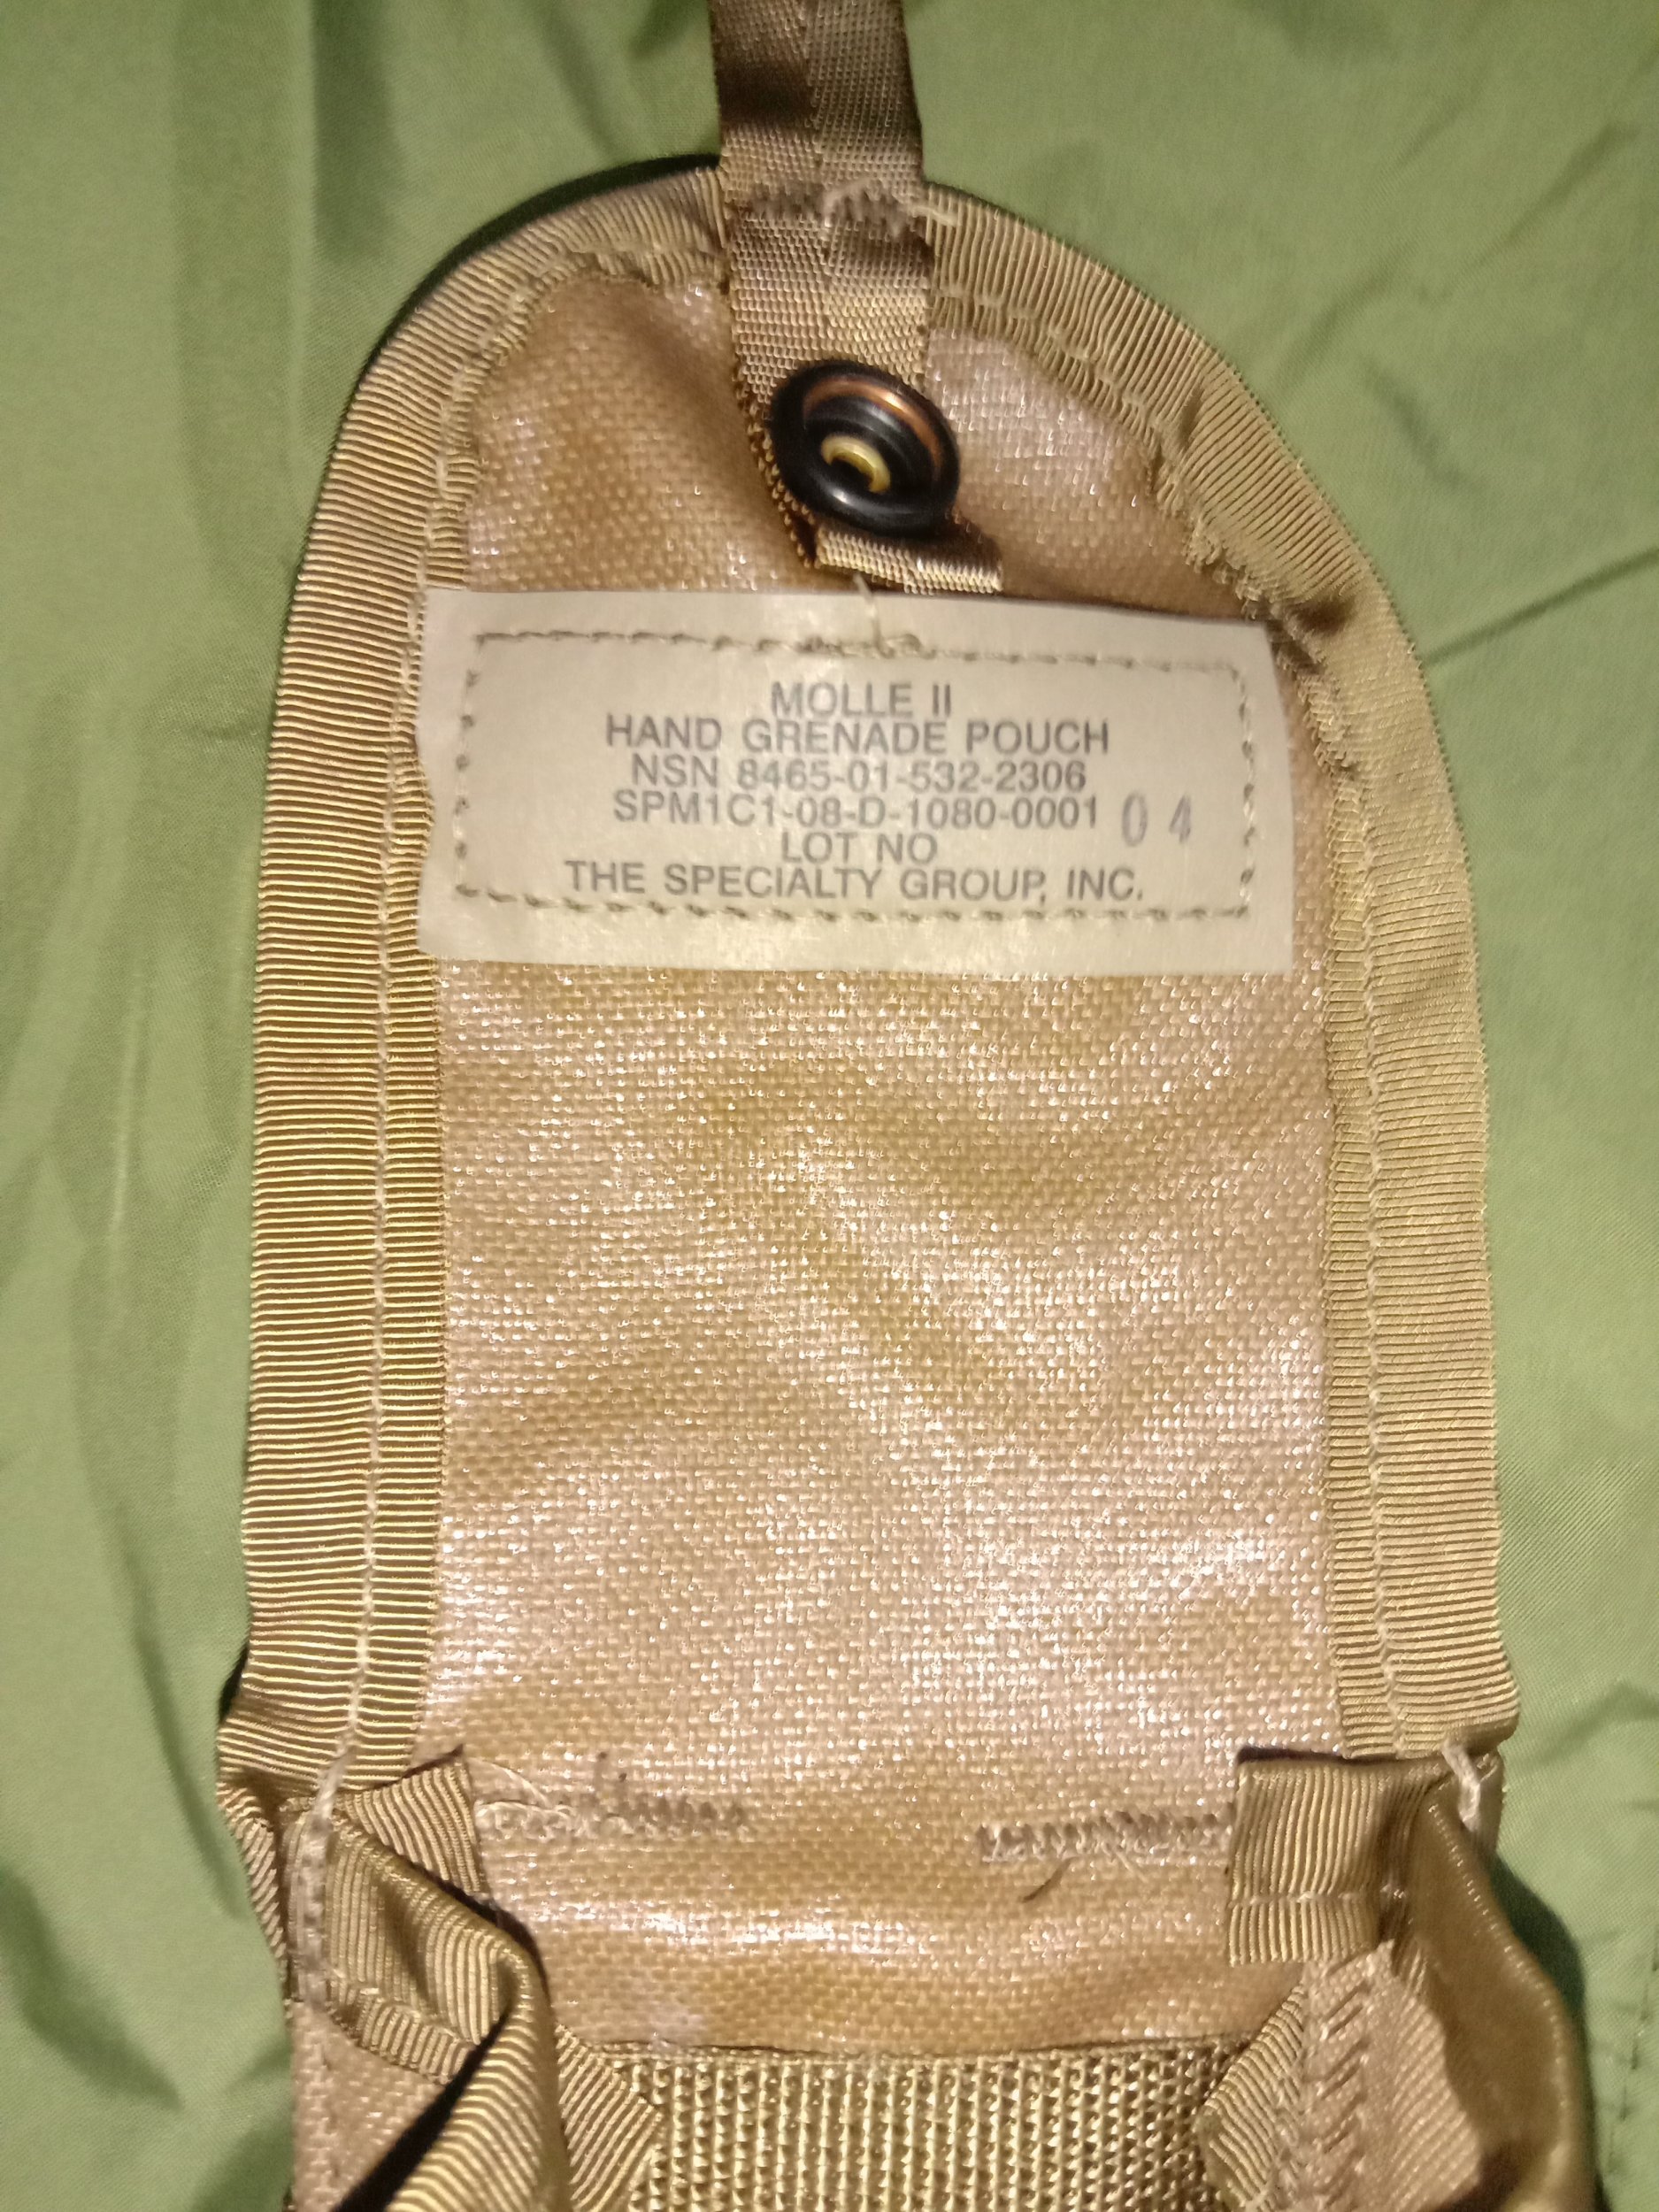 MOLLE II
HAND GRENADE POUCH
NSN 8465-01-532-2306
SPM1C1-08-D-1080-0001 04
LOT NO
THE SPECIALTY GROUP, INC.